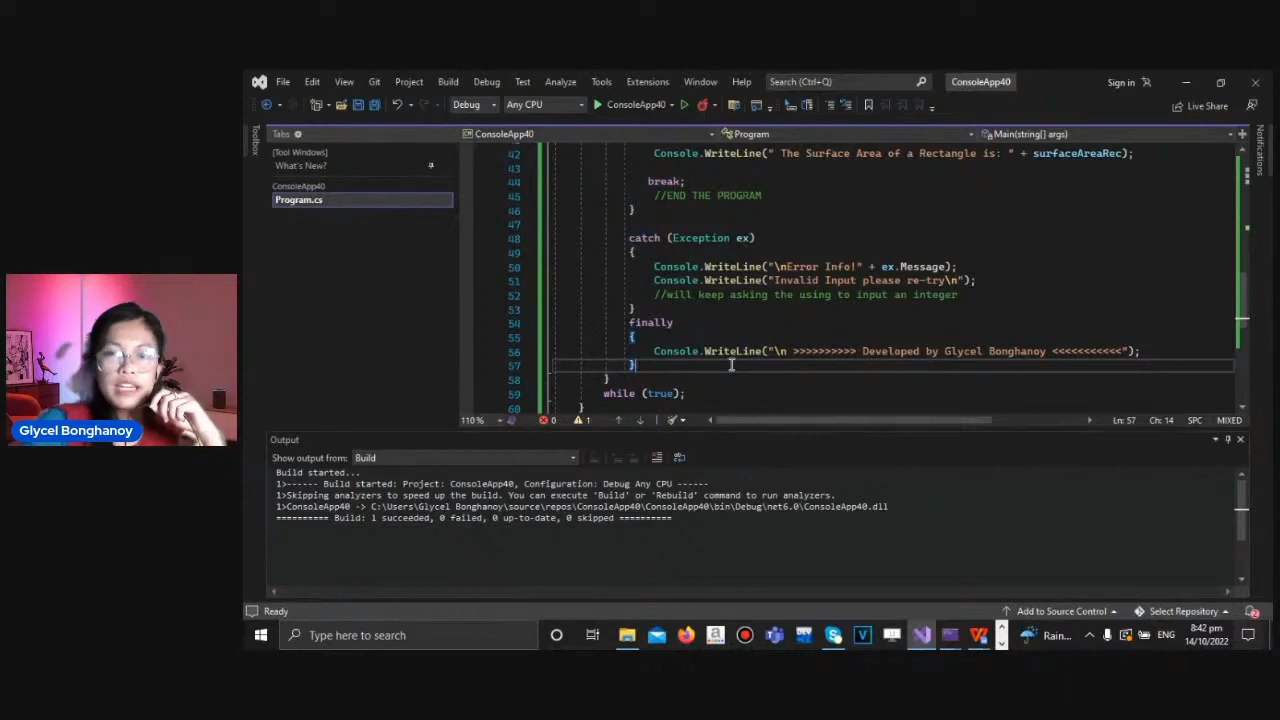 File Edit View Git Project Build Debug Test Analyze Tools Extensions Window Help Search (Ctrl+Q) ConsoleApp40 Sign in
Debug Any CPU ConsoleApp40 Live Share
Toolbox
Tabs
[Tool Windows]
What's New?
ConsoleApp40
Program.cs
ConsoleApp40 Program Main(string[] args)
Notifications
42 Console.WriteLine(" The Surface Area of a Rectangle is: " + surfaceAreaRec);
43
44 break;
45 //END THE PROGRAM
46 }
47
48 catch (Exception ex)
49 {
50 Console.WriteLine("\nError Info!" + ex.Message);
51 Console.WriteLine("Invalid Input please re-try\n");
52 //will keep asking the using to input an integer
53 }
54 finally
55 {
56 Console.WriteLine("\n >>>>>>>>>> Developed by Glycel Bonghanoy <<<<<<<<<<<");
57 }
58 }
59 while (true);
60 }
110 % 0 1 Ln: 57 Ch: 14 SPC MIXED
Glycel Bonghanoy
Output
Show output from: Build
Build started...
1>------ Build started: Project: ConsoleApp40, Configuration: Debug Any CPU ------
1>Skipping analyzers to speed up the build. You can execute 'Build' or 'Rebuild' command to run analyzers.
1>ConsoleApp40 -> C:\Users\Glycel Bonghanoy\source\repos\ConsoleApp40\ConsoleApp40\bin\Debug\net6.0\ConsoleApp40.dll
========== Build: 1 succeeded, 0 failed, 0 up-to-date, 0 skipped ==========
Ready Add to Source Control Select Repository 2
Type here to search Rain... ENG 8:42 pm
14/10/2022